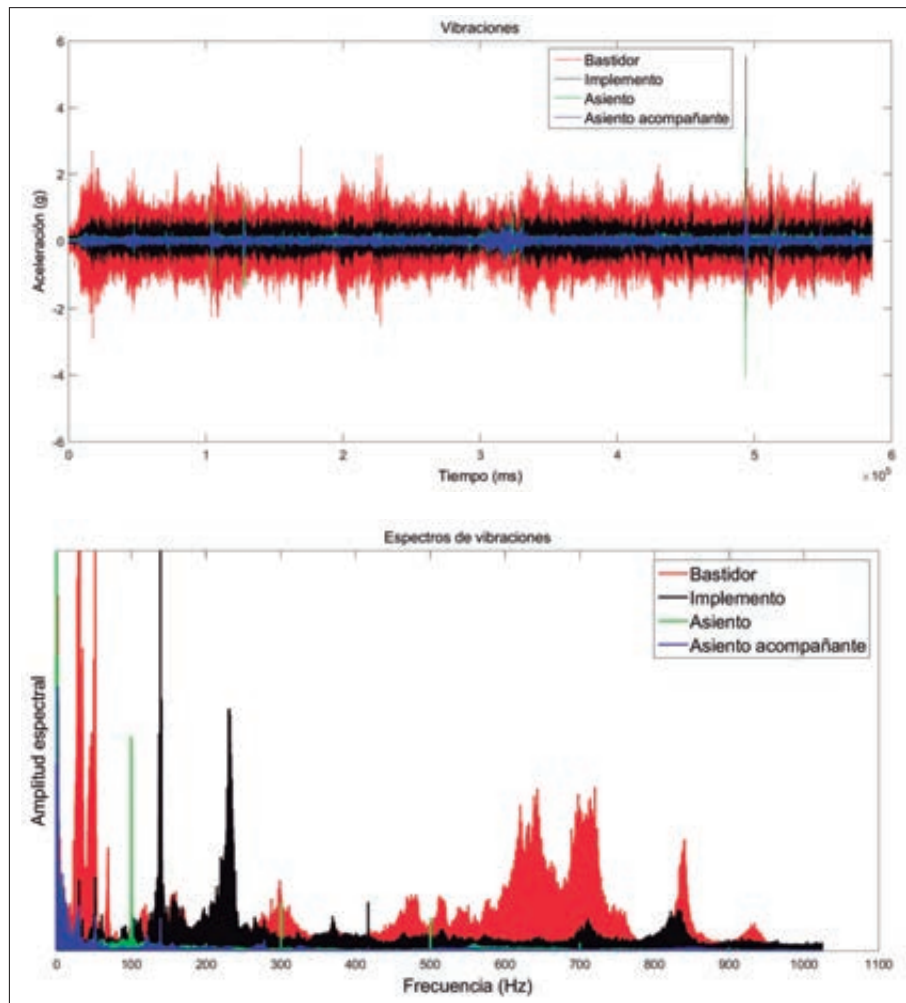 Vibraciones
6
4
2
0
-2
-4
-6
Aceleración (g)
Bastidor
Implemento
Asiento
Asiento acompañante
0 1 2 3 4 5 6
Tiempo (ms)
×10⁵
Espectros de vibraciones
Amplitud espectral
Bastidor
Implemento
Asiento
Asiento acompañante
0 100 200 300 400 500 600 700 800 900 1000 1100
Frecuencia (Hz)